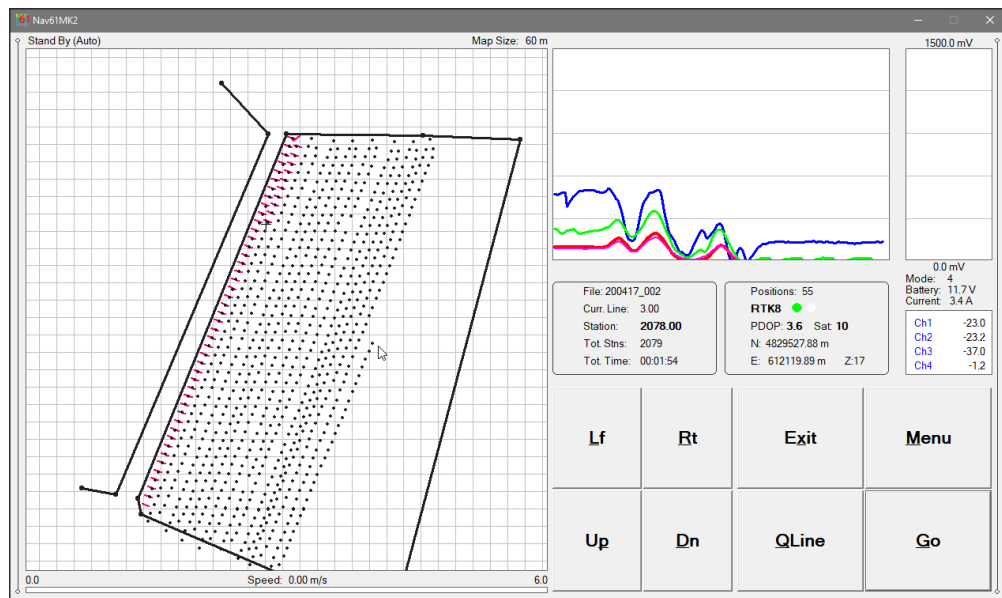 Nav61MK2
Stand By (Auto) Map Size: 60 m
1500.0 mV
0.0 mV
Mode: 4
Battery: 11.7 V
Current: 3.4 A
Ch1 -23.0
Ch2 -23.2
Ch3 -37.0
Ch4 -1.2
File: 200417_002
Curr. Line: 3.00
Station: 2078.00
Tot. Stns: 2079
Tot. Time: 00:01:54
Positions: 55
RTK8
PDOP: 3.6 Sat: 10
N: 4829527.88 m
E: 612119.89 m Z:17
Lf Rt Exit Menu
Up Dn QLine Go
0.0 Speed: 0.00 m/s 6.0